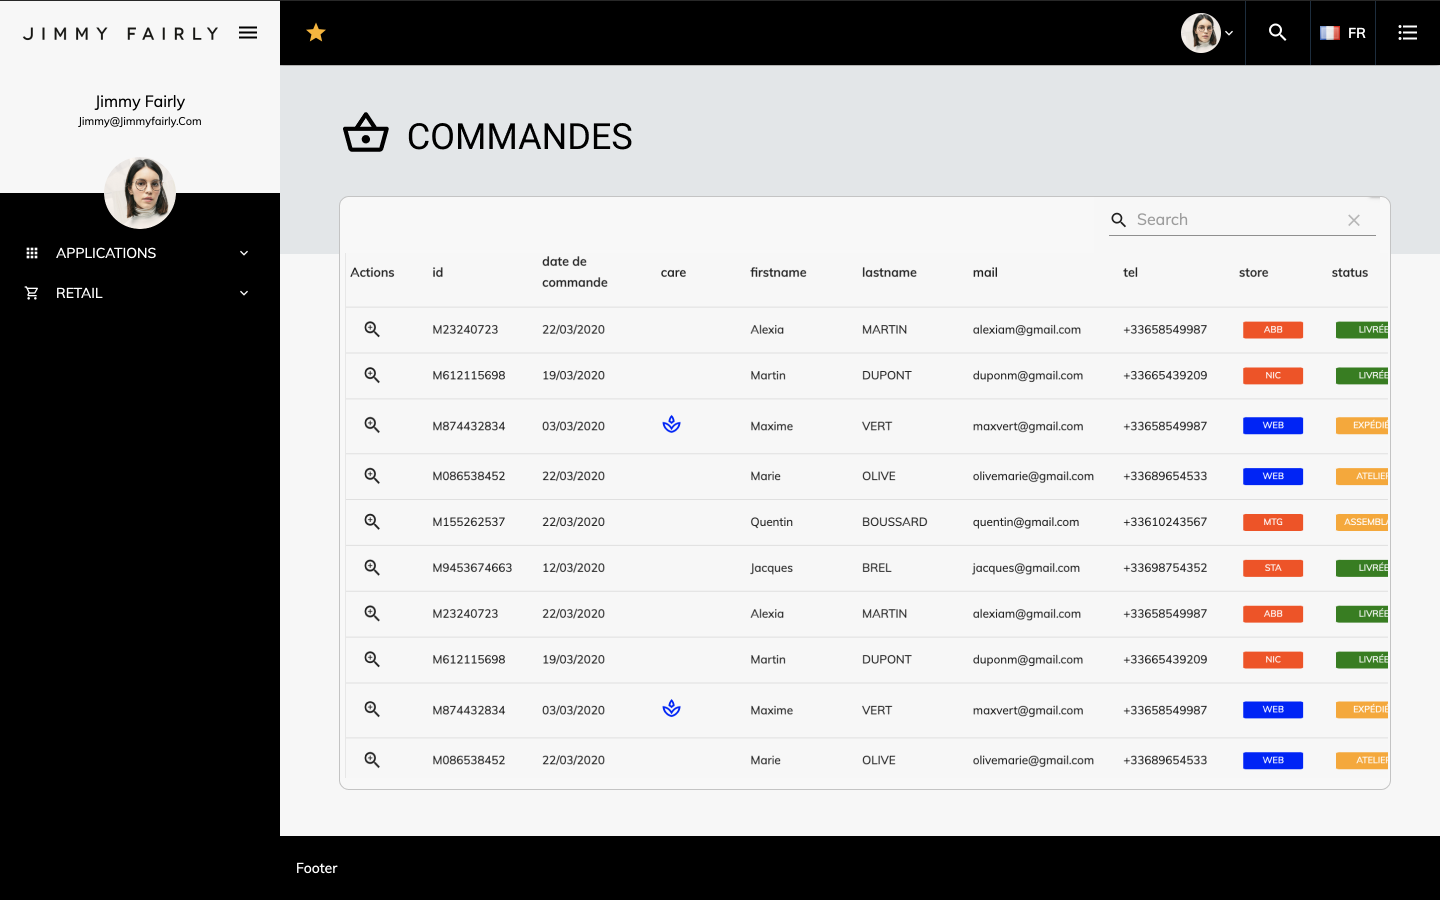 JIMMY FAIRLY
FR
Jimmy Fairly
Jimmy@Jimmyfairly.Com
APPLICATIONS
RETAIL
COMMANDES
Search
Actions id date de commande care firstname lastname mail tel store status
M23240723 22/03/2020 Alexia MARTIN alexiam@gmail.com +33658549987 ABB LIVRÉE
M612115698 19/03/2020 Martin DUPONT duponm@gmail.com +33665439209 NIC LIVRÉE
M874432834 03/03/2020 Maxime VERT maxvert@gmail.com +33658549987 WEB EXPÉDIÉ
M086538452 22/03/2020 Marie OLIVE olivemarie@gmail.com +33689654533 WEB ATELIER
M155262537 22/03/2020 Quentin BOUSSARD quentin@gmail.com +33610243567 MTG ASSEMBLA
M9453674663 12/03/2020 Jacques BREL jacques@gmail.com +33698754352 STA LIVRÉE
M23240723 22/03/2020 Alexia MARTIN alexiam@gmail.com +33658549987 ABB LIVRÉE
M612115698 19/03/2020 Martin DUPONT duponm@gmail.com +33665439209 NIC LIVRÉE
M874432834 03/03/2020 Maxime VERT maxvert@gmail.com +33658549987 WEB EXPÉDIÉ
M086538452 22/03/2020 Marie OLIVE olivemarie@gmail.com +33689654533 WEB ATELIER
Footer